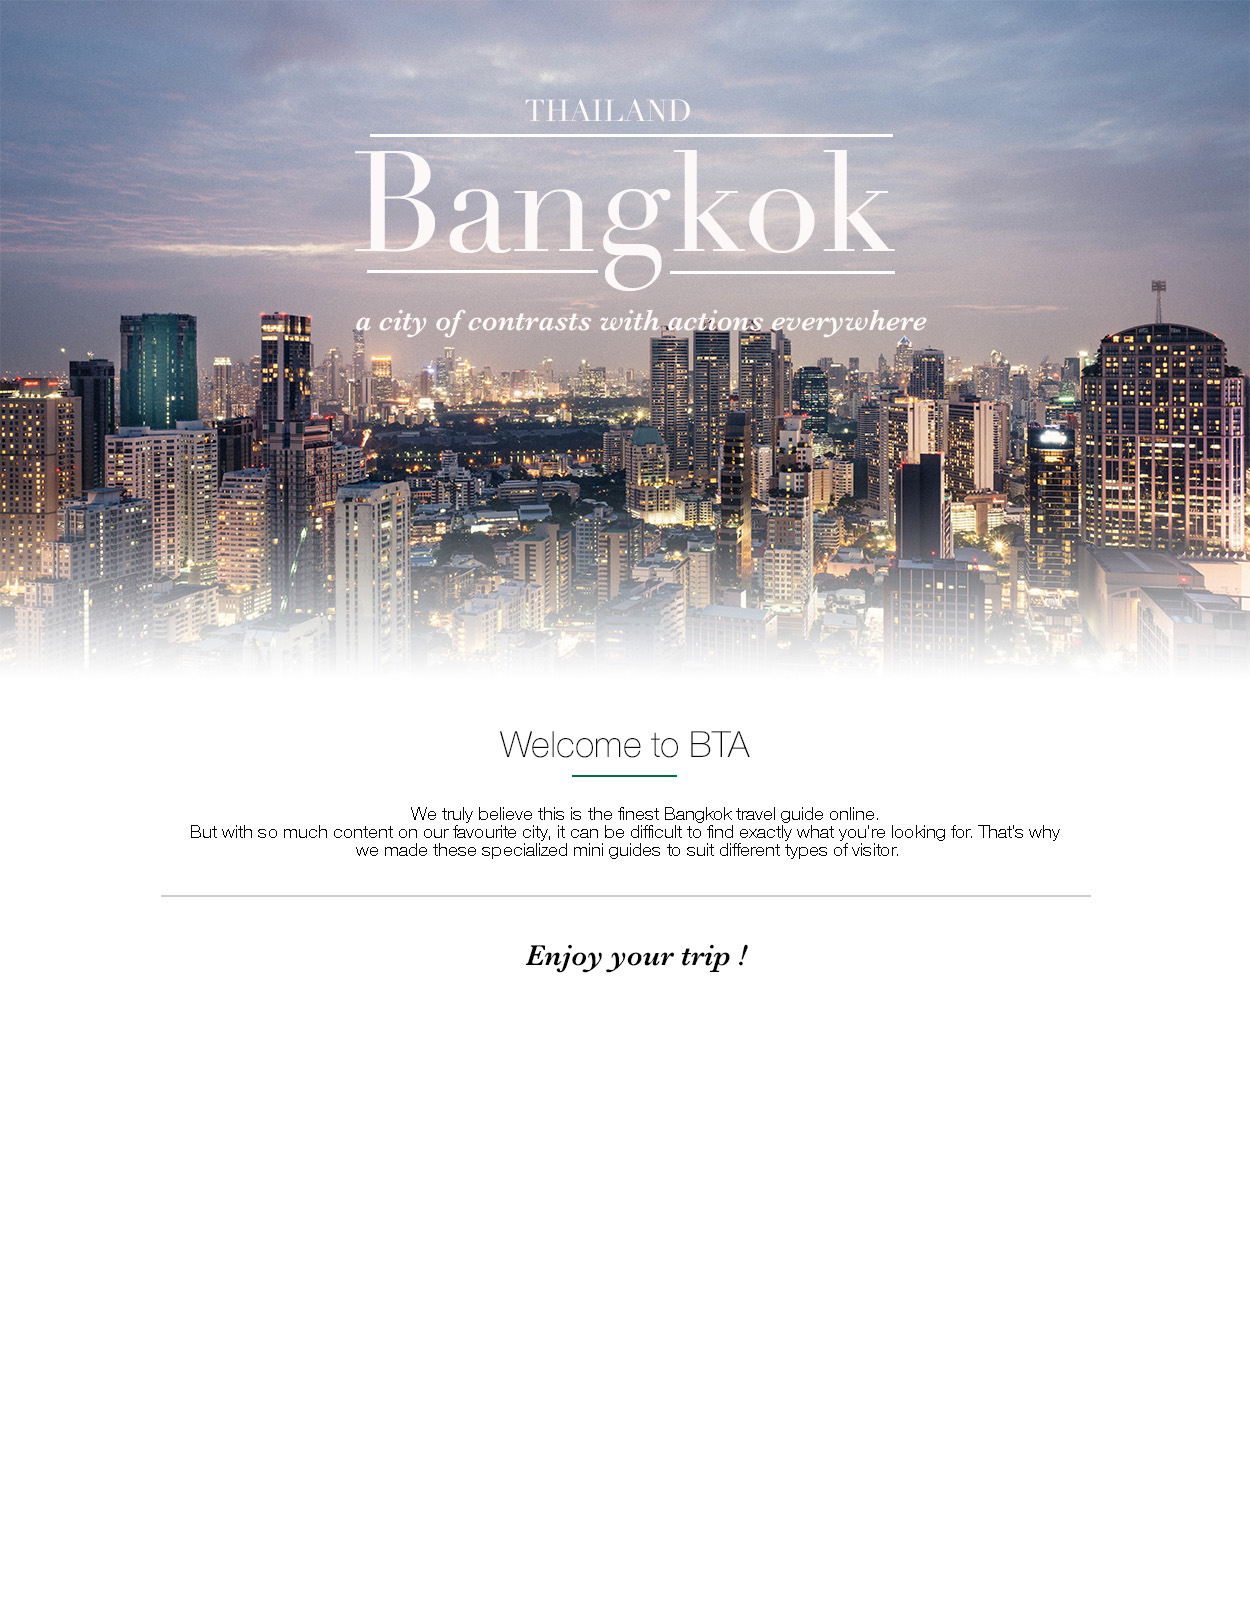 THAILAND
Bangkok
a city of contrasts with actions everywhere
Welcome to BTA
We truly believe this is the finest Bangkok travel guide online.
But with so much content on our favourite city, it can be difficult to find exactly what you're looking for. That's why
we made these specialized mini guides to suit different types of visitor.
Enjoy your trip !